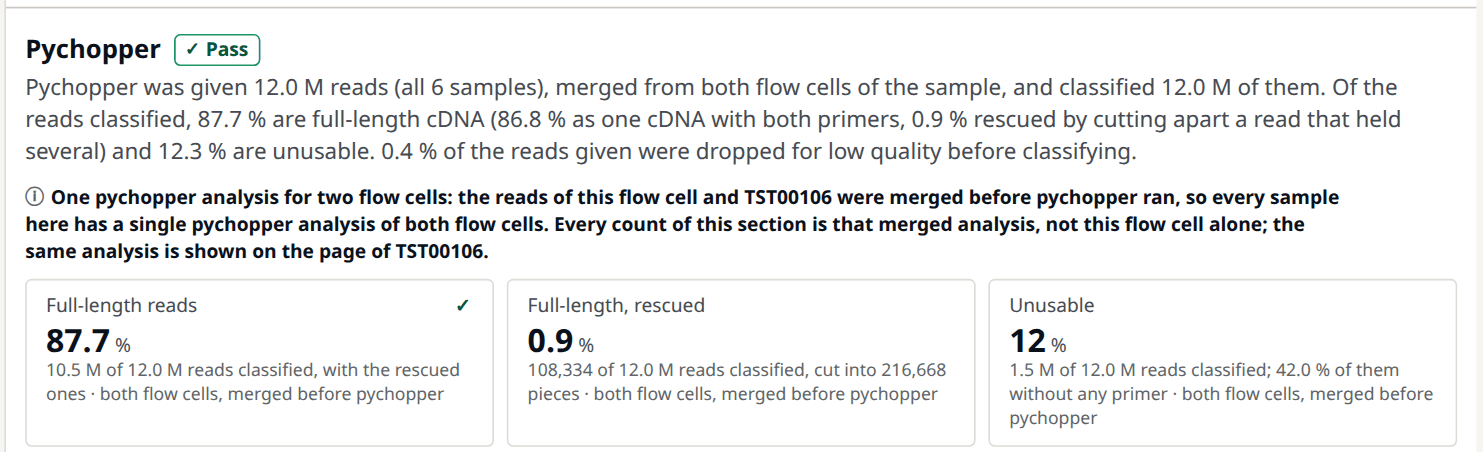 Pychopper ✓ Pass
Pychopper was given 12.0 M reads (all 6 samples), merged from both flow cells of the sample, and classified 12.0 M of them. Of the
reads classified, 87.7 % are full-length cDNA (86.8 % as one cDNA with both primers, 0.9 % rescued by cutting apart a read that held
several) and 12.3 % are unusable. 0.4 % of the reads given were dropped for low quality before classifying.
ⓘ One pychopper analysis for two flow cells: the reads of this flow cell and TST00106 were merged before pychopper ran, so every sample
here has a single pychopper analysis of both flow cells. Every count of this section is that merged analysis, not this flow cell alone; the
same analysis is shown on the page of TST00106.
Full-length reads ✓
87.7 %
10.5 M of 12.0 M reads classified, with the rescued
ones · both flow cells, merged before pychopper
Full-length, rescued
0.9 %
108,334 of 12.0 M reads classified, cut into 216,668
pieces · both flow cells, merged before pychopper
Unusable
12 %
1.5 M of 12.0 M reads classified; 42.0 % of them
without any primer · both flow cells, merged before
pychopper